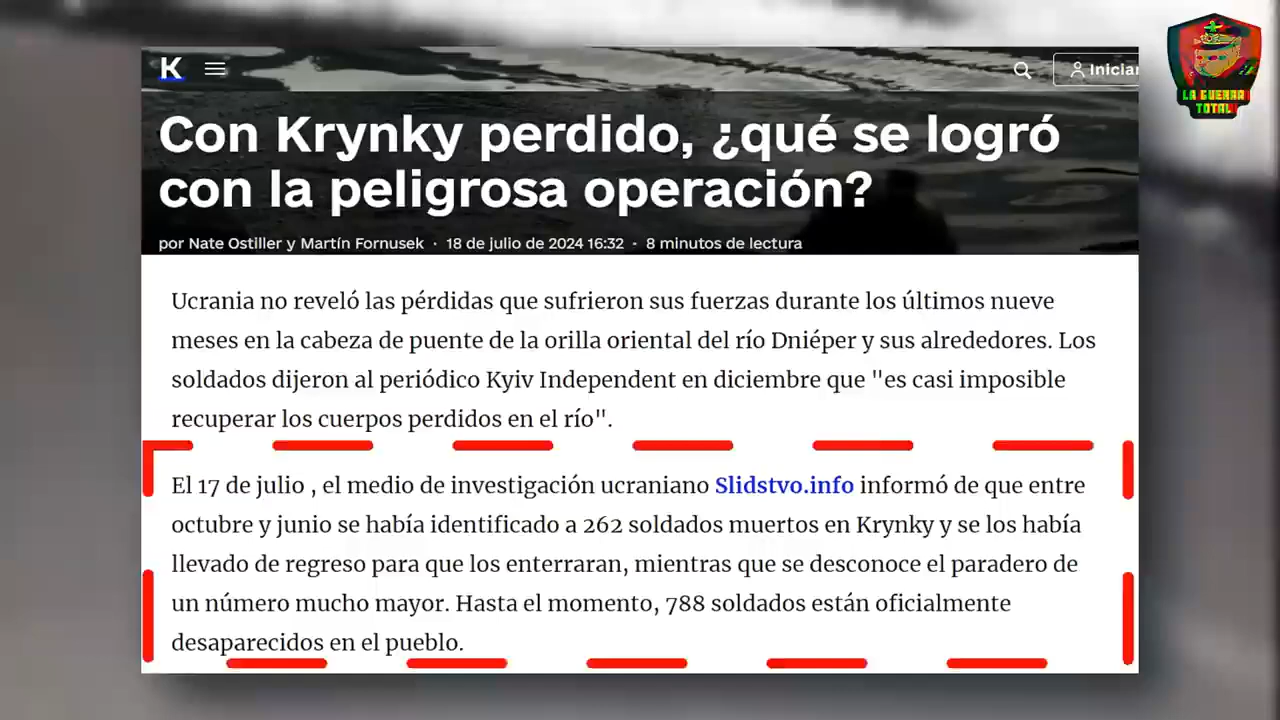 K
Iniciar
LA GUERRA
TOTAL
Con Krynky perdido, ¿qué se logró
con la peligrosa operación?
por Nate Ostiller y Martín Fornusek · 18 de julio de 2024 16:32 · 8 minutos de lectura
Ucrania no reveló las pérdidas que sufrieron sus fuerzas durante los últimos nueve
meses en la cabeza de puente de la orilla oriental del río Dniéper y sus alrededores. Los
soldados dijeron al periódico Kyiv Independent en diciembre que "es casi imposible
recuperar los cuerpos perdidos en el río".
El 17 de julio , el medio de investigación ucraniano Slidstvo.info informó de que entre
octubre y junio se había identificado a 262 soldados muertos en Krynky y se los había
llevado de regreso para que los enterraran, mientras que se desconoce el paradero de
un número mucho mayor. Hasta el momento, 788 soldados están oficialmente
desaparecidos en el pueblo.